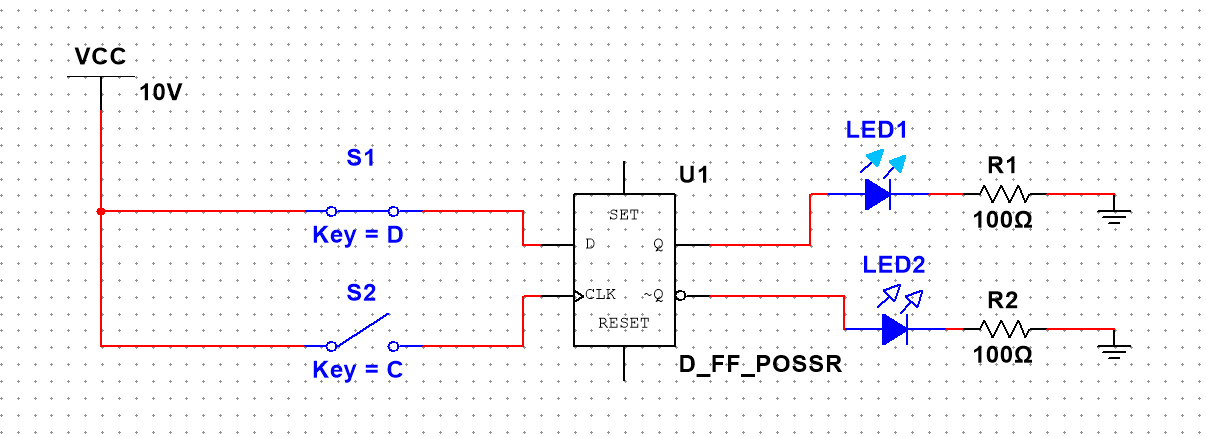 VCC
10V
S1
Key = D
S2
Key = C
U1
SET
D
Q
CLK
~Q
RESET
D_FF_POSSR
LED1
R1
100Ω
LED2
R2
100Ω